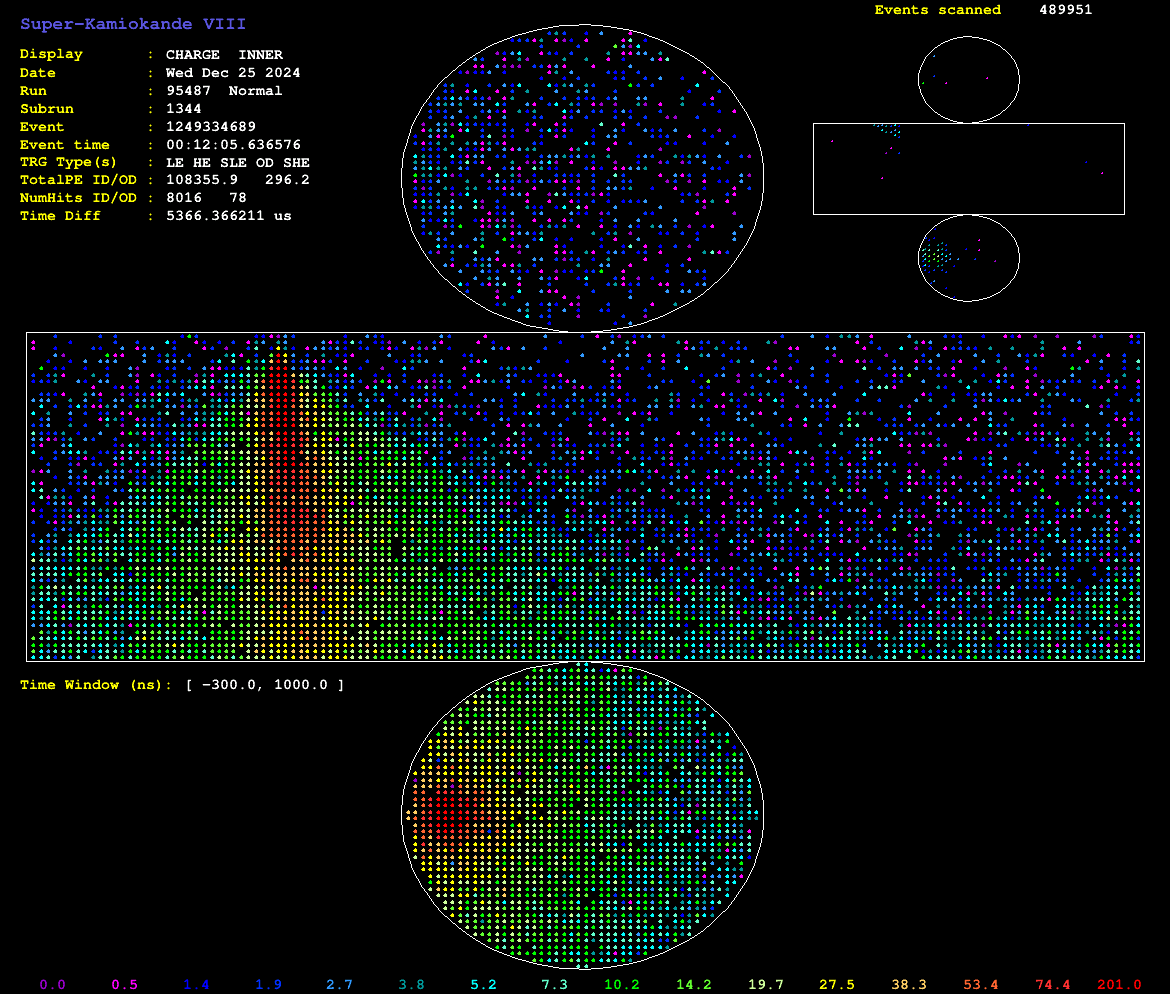 Super-Kamiokande VIII
Events scanned 489951
Display : CHARGE INNER
Date : Wed Dec 25 2024
Run : 95487 Normal
Subrun : 1344
Event : 1249334689
Event time : 00:12:05.636576
TRG Type(s) : LE HE SLE OD SHE
TotalPE ID/OD : 108355.9 296.2
NumHits ID/OD : 8016 78
Time Diff : 5366.366211 us
Time Window (ns): [ -300.0, 1000.0 ]
0.0 0.5 1.4 1.9 2.7 3.8 5.2 7.3 10.2 14.2 19.7 27.5 38.3 53.4 74.4 201.0